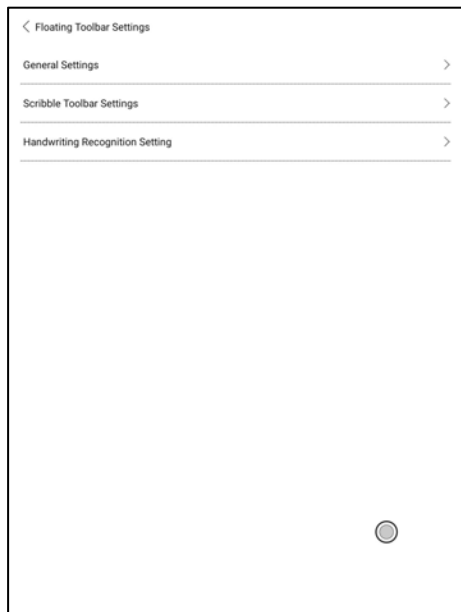 Floating Toolbar Settings
General Settings
Scribble Toolbar Settings
Handwriting Recognition Setting